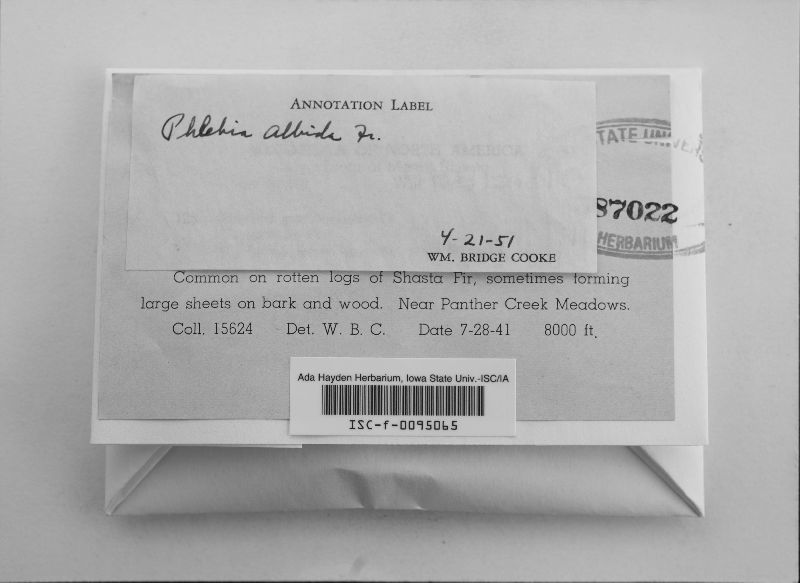 ANNOTATION LABEL
Phlebia albida Fr.
4-21-51
WM. BRIDGE COOKE
TATE UNIVERS
87022
HERBARIUM
Common on rotten logs of Shasta Fir, sometimes forming
large sheets on bark and wood. Near Panther Creek Meadows.
Coll. 15624 Det. W. B. C. Date 7-28-41 8000 ft.
Ada Hayden Herbarium, Iowa State Univ.-ISC/IA
ISC-f-0095065